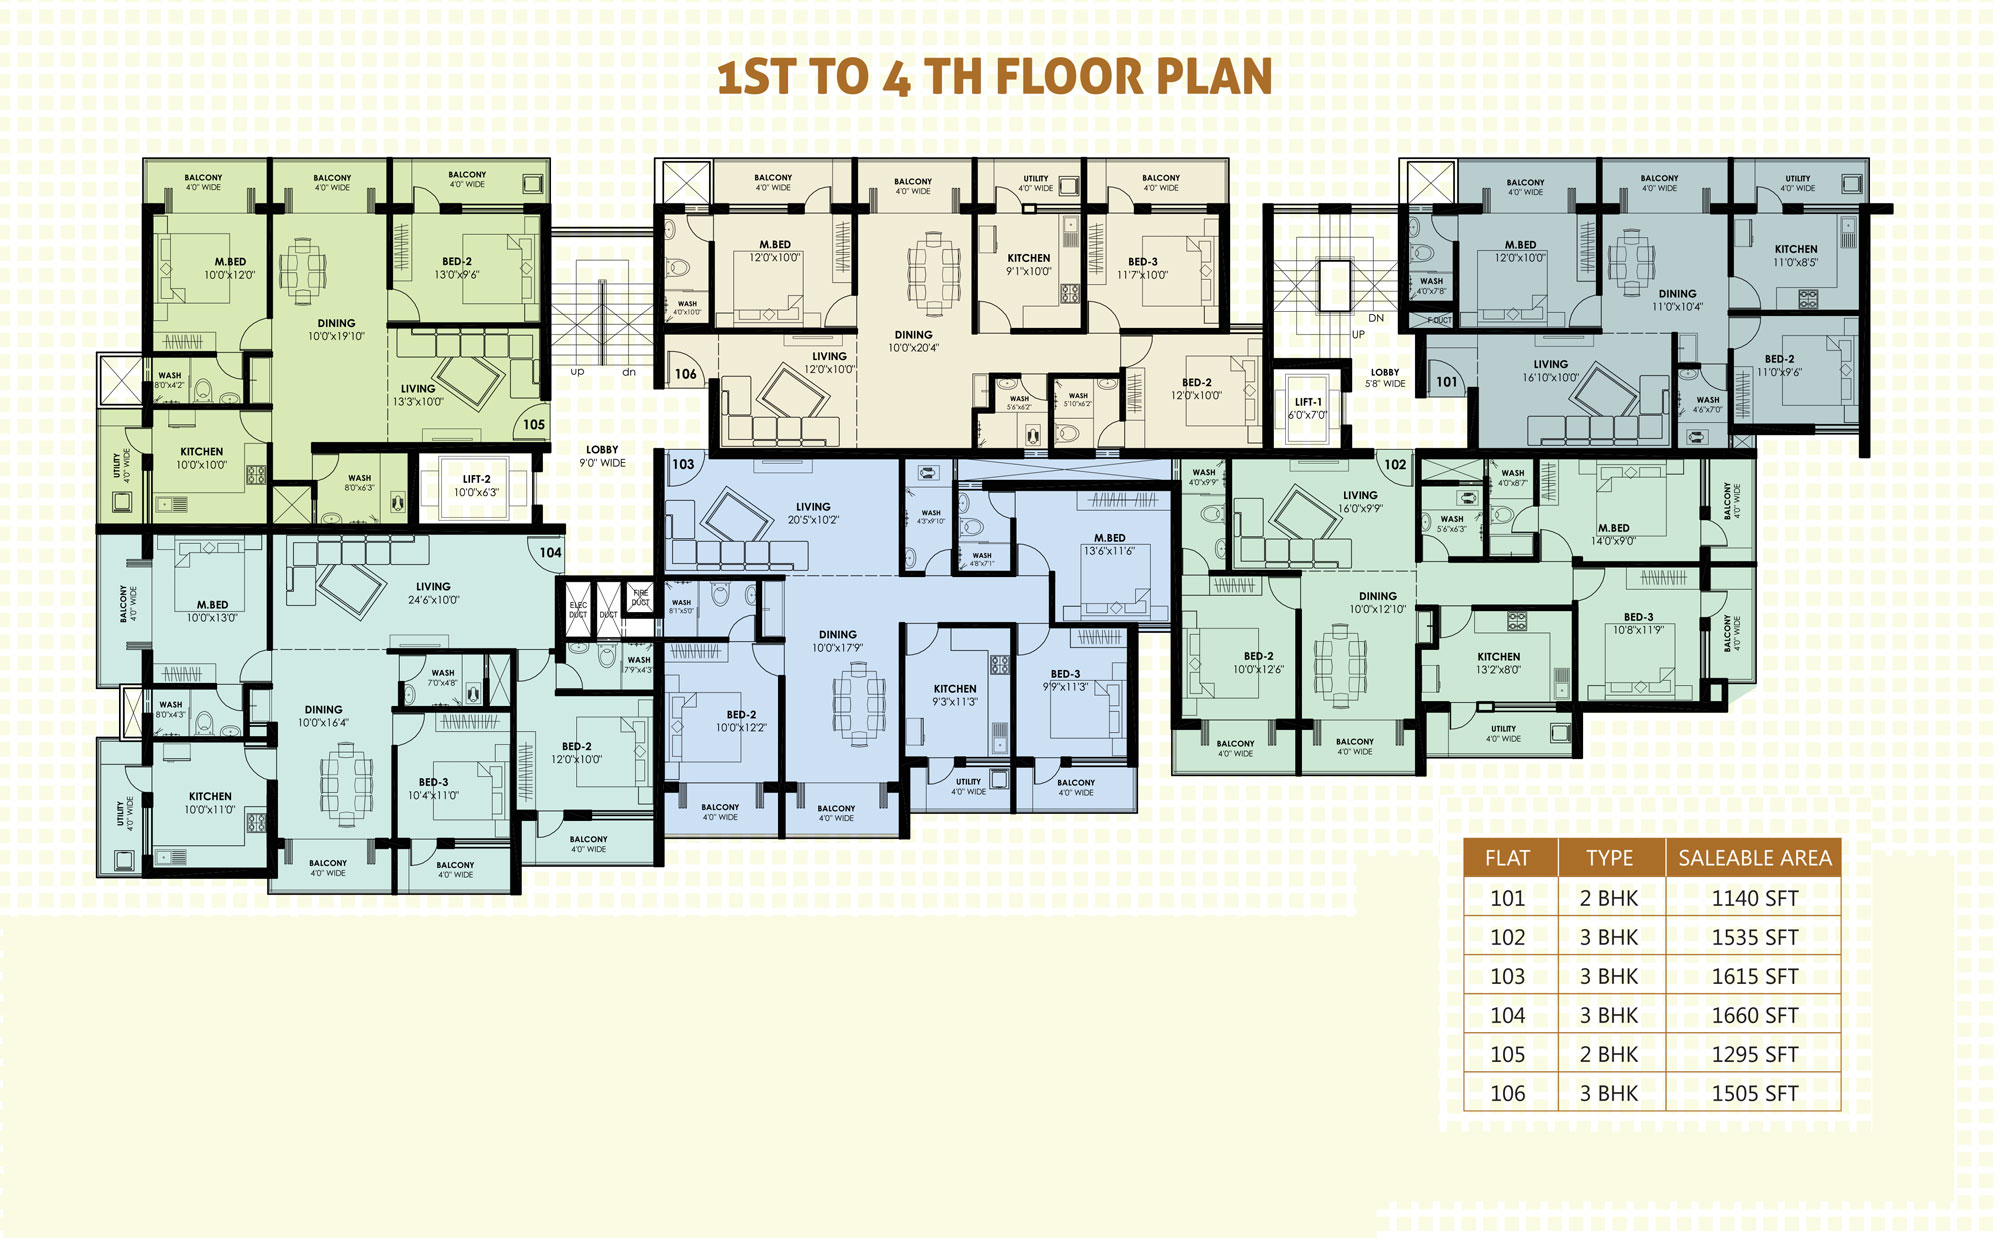 1ST TO 4 TH FLOOR PLAN
BALCONY
4'0" WIDE
BALCONY
4'0" WIDE
BALCONY
4'0" WIDE
M.BED
10'0"x12'0"
BED-2
13'0"x9'6"
DINING
10'0"x19'10"
LIVING
13'3"x10'0"
105
WASH
8'0"x4'2"
KITCHEN
10'0"x10'0"
UTILITY
4'0" WIDE
WASH
8'0"x6'3"
LIFT-2
10'0"x6'3"
up
dn
LOBBY
9'0" WIDE
BALCONY
4'0" WIDE
BALCONY
4'0" WIDE
UTILITY
4'0" WIDE
BALCONY
4'0" WIDE
M.BED
12'0"x10'0"
WASH
4'0"x10'0"
KITCHEN
9'1"x10'0"
BED-3
11'7"x10'0"
DINING
10'0"x20'4"
LIVING
12'0"x10'0"
106
BED-2
12'0"x10'0"
WASH
5'6"x6'2"
WASH
5'10"x6'2"
UP
DN
LOBBY
5'8" WIDE
LIFT-1
6'0"x7'0"
BALCONY
4'0" WIDE
BALCONY
4'0" WIDE
UTILITY
4'0" WIDE
M.BED
12'0"x10'0"
WASH
4'0"x7'8"
F.DUCT
KITCHEN
11'0"x8'5"
DINING
11'0"x10'4"
LIVING
16'10"x10'0"
101
BED-2
11'0"x9'6"
WASH
4'6"x7'0"
104
BALCONY
4'0" WIDE
M.BED
10'0"x13'0"
LIVING
24'6"x10'0"
ELEC
DUCT
DUCT
FIRE
DUCT
WASH
7'9"x4'3"
WASH
7'0"x4'8"
WASH
8'0"x4'3"
DINING
10'0"x16'4"
BED-2
12'0"x10'0"
BED-3
10'4"x11'0"
KITCHEN
10'0"x11'0"
UTILITY
4'0" WIDE
BALCONY
4'0" WIDE
BALCONY
4'0" WIDE
BALCONY
4'0" WIDE
103
LIVING
20'5"x10'2"
WASH
4'3"x9'10"
WASH
4'8"x7'1"
M.BED
13'6"x11'6"
WASH
8'1"x5'0"
DINING
10'0"x17'9"
BED-2
10'0"x12'2"
KITCHEN
9'3"x11'3"
BED-3
9'9"x11'3"
BALCONY
4'0" WIDE
BALCONY
4'0" WIDE
UTILITY
4'0" WIDE
BALCONY
4'0" WIDE
102
WASH
4'0"x9'9"
LIVING
16'0"x9'9"
WASH
5'6"x6'3"
WASH
4'0"x8'7"
M.BED
14'0"x9'0"
BALCONY
4'0" WIDE
DINING
10'0"x12'10"
BED-3
10'8"x11'9"
BALCONY
4'0" WIDE
BED-2
10'0"x12'6"
KITCHEN
13'2"x8'0"
BALCONY
4'0" WIDE
BALCONY
4'0" WIDE
UTILITY
4'0" WIDE
FLAT TYPE SALEABLE AREA
101 2 BHK 1140 SFT
102 3 BHK 1535 SFT
103 3 BHK 1615 SFT
104 3 BHK 1660 SFT
105 2 BHK 1295 SFT
106 3 BHK 1505 SFT